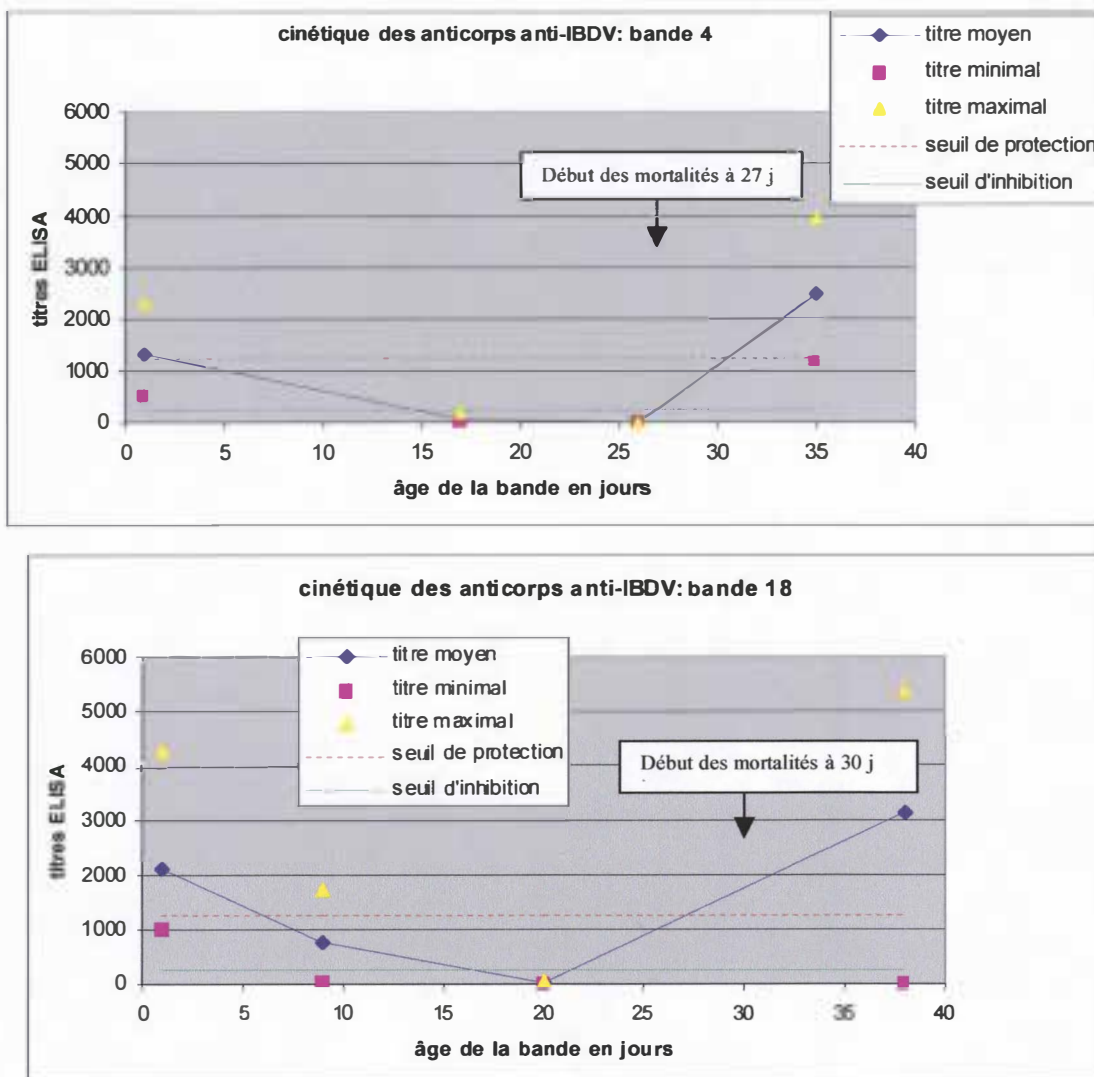 cinétique des anticorps anti-IBDV: bande 4
titre moyen
titre minimal
titre maximal
seuil de protection
seuil d'inhibition
6000
5000
4000
3000
2000
1000
0
titres ELISA
Début des mortalités à 27 j
0 5 10 15 20 25 30 35 40
âge de la bande en jours
cinétique des anticorps anti-IBDV: bande 18
titre moyen
titre minimal
titre maximal
seuil de protection
seuil d'inhibition
6000
5000
4000
3000
2000
1000
0
titres ELISA
Début des mortalités à 30 j
0 5 10 15 20 25 30 35 40
âge de la bande en jours